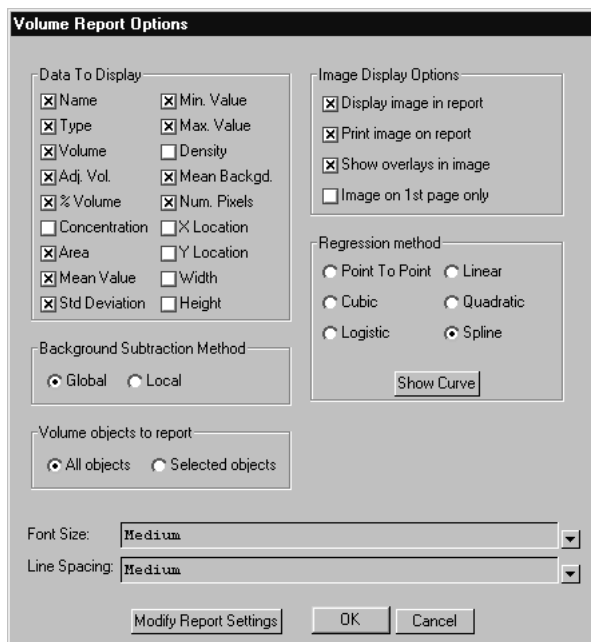 Volume Report Options
Data To Display
Name
Min. Value
Type
Max. Value
Volume
Density
Adj. Vol.
Mean Backgd.
% Volume
Num. Pixels
Concentration
X Location
Area
Y Location
Mean Value
Width
Std Deviation
Height
Image Display Options
Display image in report
Print image on report
Show overlays in image
Image on 1st page only
Regression method
Point To Point
Linear
Cubic
Quadratic
Logistic
Spline
Show Curve
Background Subtraction Method
Global
Local
Volume objects to report
All objects
Selected objects
Font Size:
Medium
Line Spacing:
Medium
Modify Report Settings
OK
Cancel